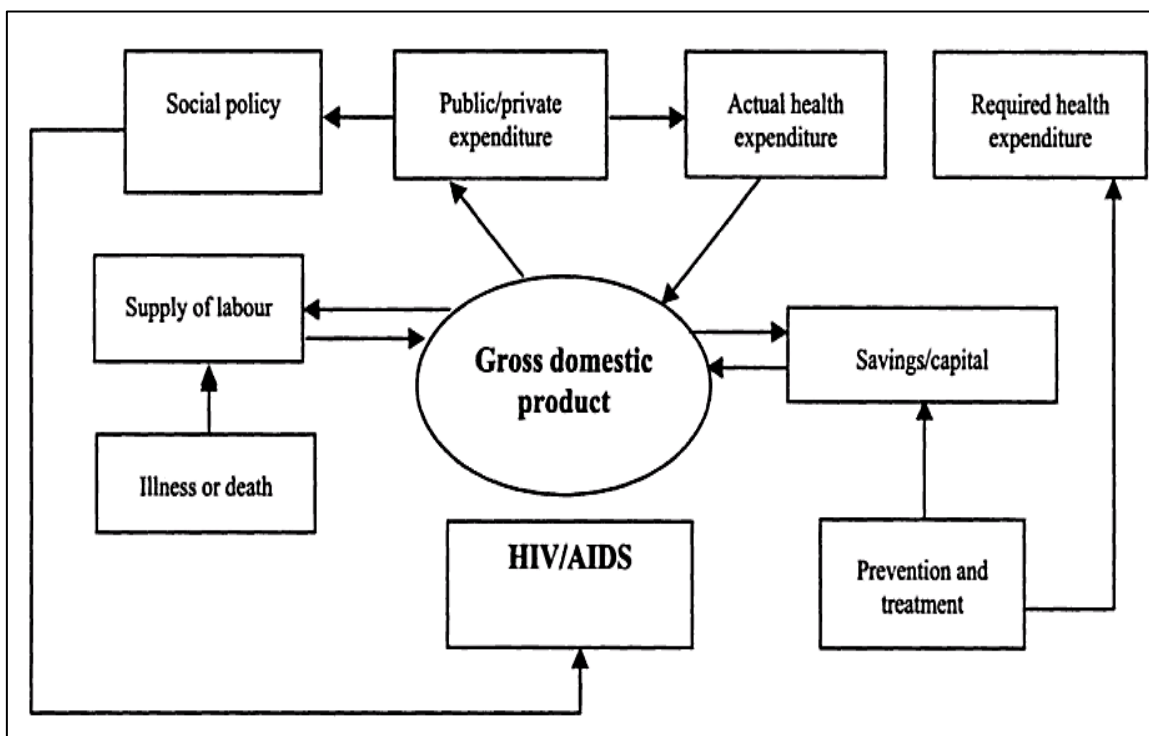 Social policy
Public/private
expenditure
Actual health
expenditure
Required health
expenditure
Supply of labour
Gross domestic
product
Savings/capital
Illness or death
HIV/AIDS
Prevention and
treatment